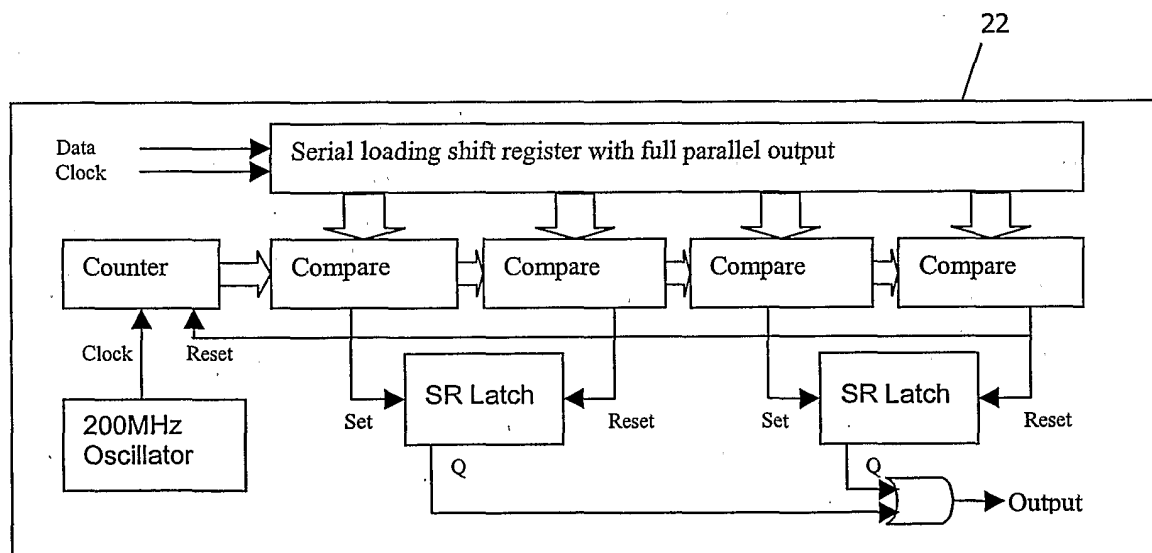 22
Data
Clock
Serial loading shift register with full parallel output
Counter
Compare
Compare
Compare
Compare
Clock
Reset
200MHz
Oscillator
Set
SR Latch
Reset
Set
SR Latch
Reset
Q
Q
Output